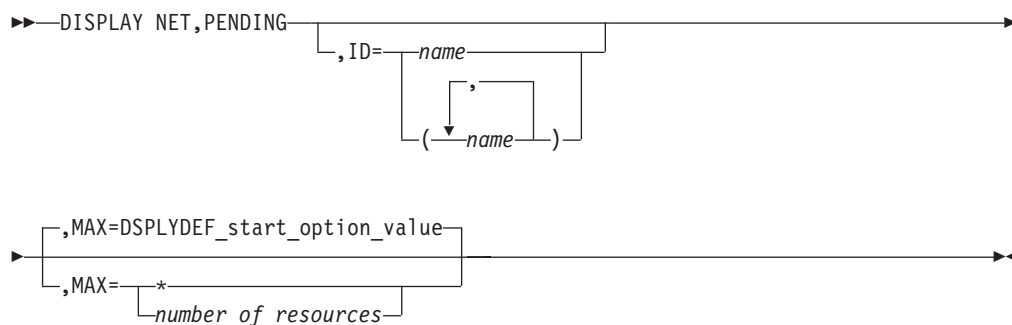 DISPLAY NET,PENDING
,ID= name
,
( name )
,MAX=DSPLYDEF_start_option_value
,MAX= *
number of resources